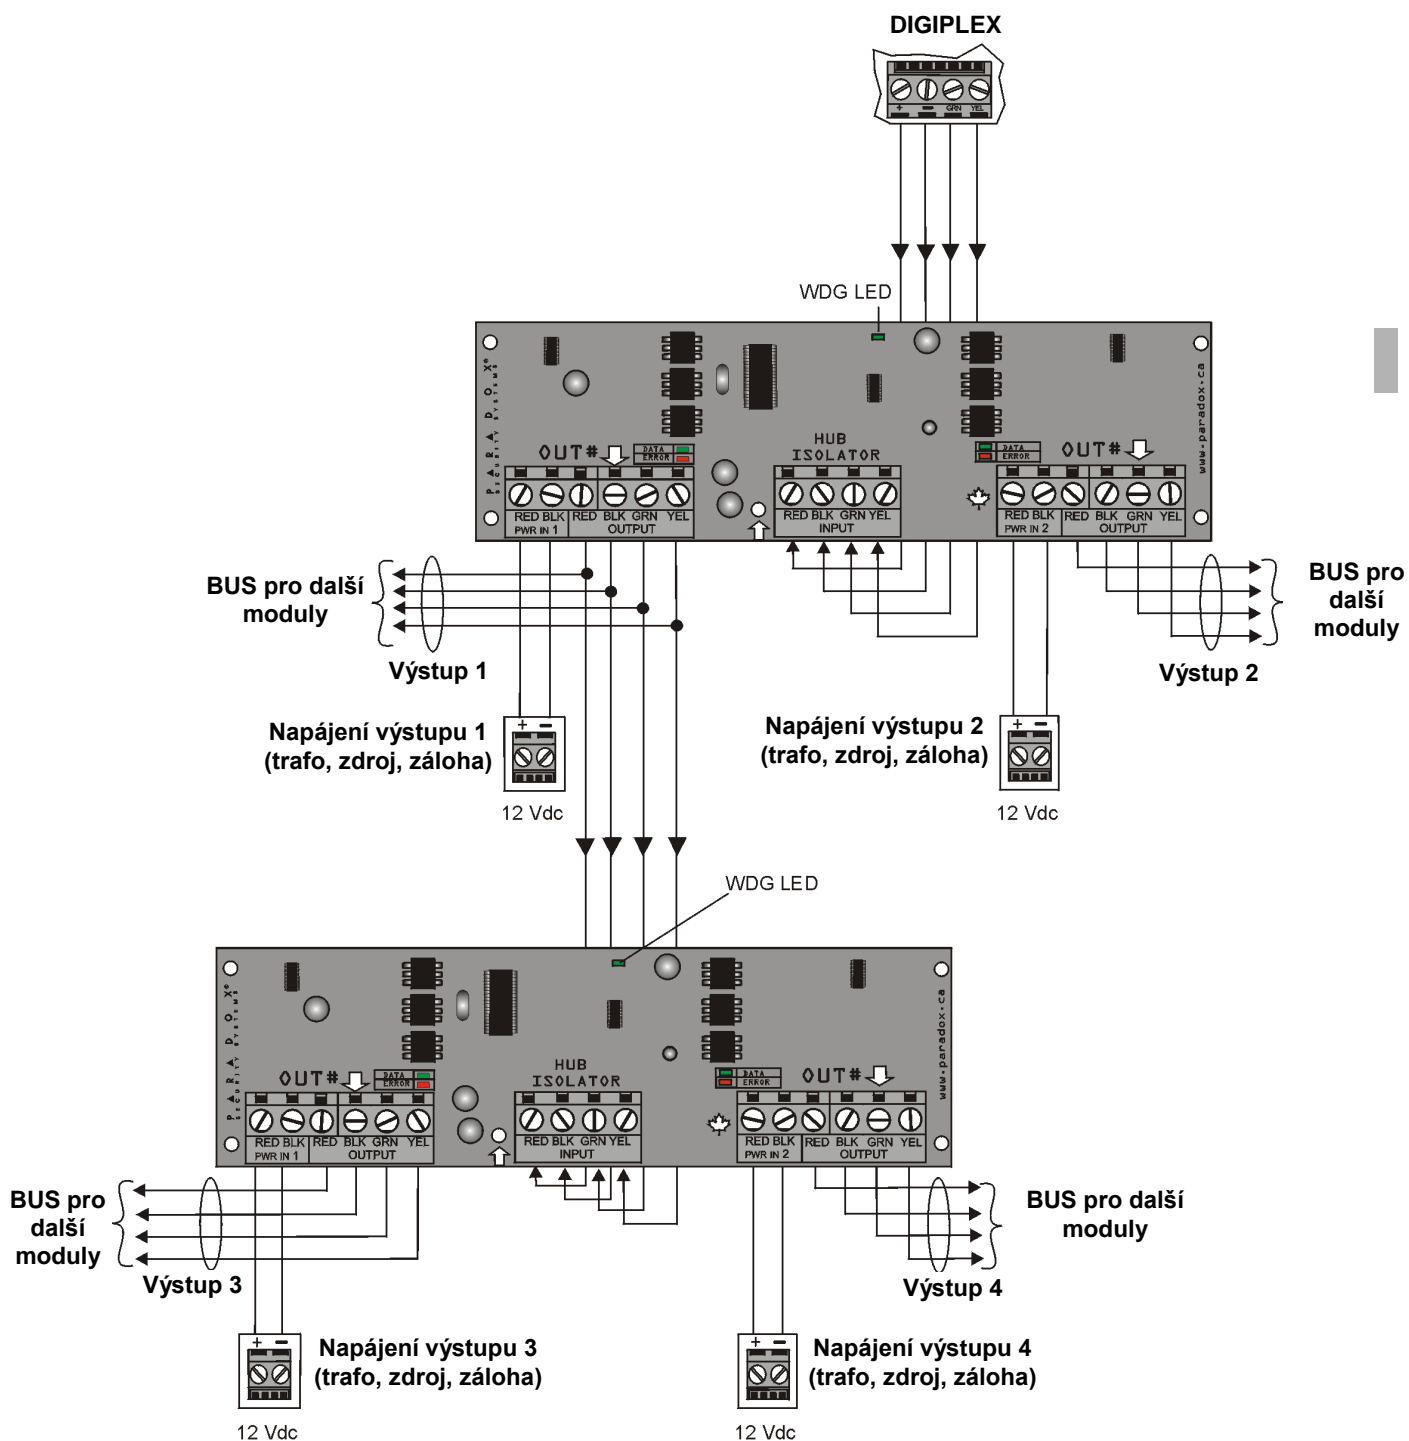 DIGIPLEX
+ − GRN YEL
WDG LED
PARADOX®
SECURITY SYSTEMS
OUT#
DATA
ERROR
HUB
ISOLATOR
DATA
ERROR
OUT#
www.paradox.ca
RED BLK RED BLK GRN YEL
PWR IN 1 OUTPUT
RED BLK GRN YEL
INPUT
RED BLK RED BLK GRN YEL
PWR IN 2 OUTPUT
BUS pro další
moduly
Výstup 1
BUS pro
další
moduly
Výstup 2
Napájení výstupu 1
(trafo, zdroj, záloha)
+ −
12 Vdc
Napájení výstupu 2
(trafo, zdroj, záloha)
+ −
12 Vdc
WDG LED
PARADOX®
SECURITY SYSTEMS
OUT#
DATA
ERROR
HUB
ISOLATOR
DATA
ERROR
OUT#
www.paradox.ca
RED BLK RED BLK GRN YEL
PWR IN 1 OUTPUT
RED BLK GRN YEL
INPUT
RED BLK RED BLK GRN YEL
PWR IN 2 OUTPUT
BUS pro
další
moduly
Výstup 3
BUS pro další
moduly
Výstup 4
+ −
Napájení výstupu 3
(trafo, zdroj, záloha)
12 Vdc
+ −
Napájení výstupu 4
(trafo, zdroj, záloha)
12 Vdc